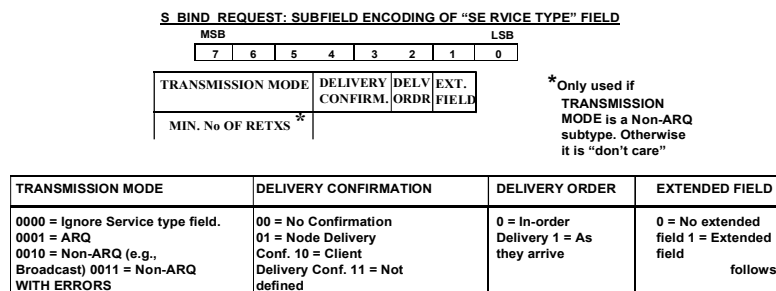 S BIND REQUEST: SUBFIELD ENCODING OF “SE RVICE TYPE” FIELD
MSB LSB
7 6 5 4 3 2 1 0
TRANSMISSION MODE DELIVERY CONFIRM. DELV ORDR EXT. FIELD
MIN. No OF RETXS *
*Only used if
TRANSMISSION
MODE is a Non-ARQ
subtype. Otherwise
it is “don’t care”
TRANSMISSION MODE DELIVERY CONFIRMATION DELIVERY ORDER EXTENDED FIELD
0000 = Ignore Service type field.
0001 = ARQ
0010 = Non-ARQ (e.g.,
Broadcast) 0011 = Non-ARQ
WITH ERRORS
00 = No Confirmation
01 = Node Delivery
Conf. 10 = Client
Delivery Conf. 11 = Not
defined
0 = In-order
Delivery 1 = As
they arrive
0 = No extended
field 1 = Extended
field
follows